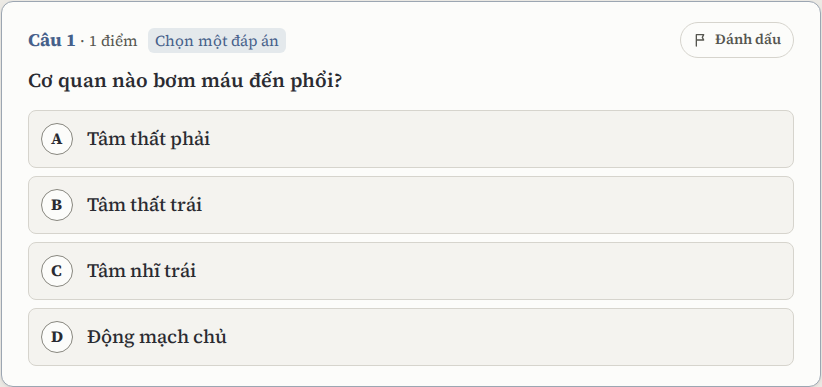 Câu 1 · 1 điểm Chọn một đáp án Đánh dấu
Cơ quan nào bơm máu đến phổi?
A Tâm thất phải
B Tâm thất trái
C Tâm nhĩ trái
D Động mạch chủ